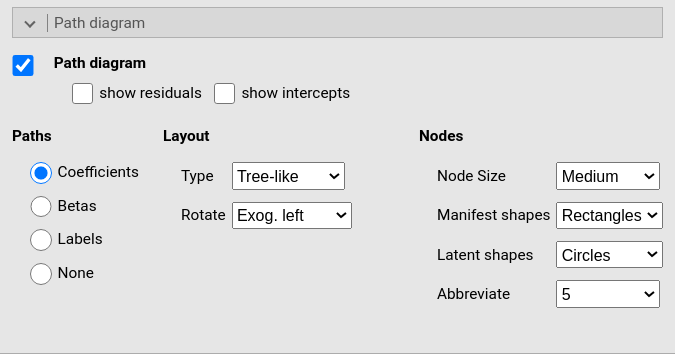 Path diagram
Path diagram
show residuals show intercepts
Paths Layout Nodes
Coefficients Type Tree-like Node Size Medium
Betas Rotate Exog. left Manifest shapes Rectangles
Labels Latent shapes Circles
None Abbreviate 5